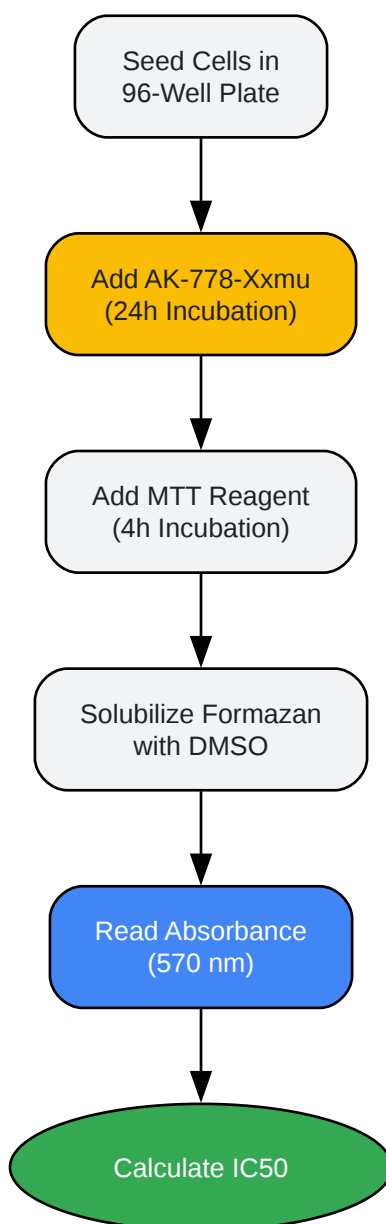 Seed Cells in
96-Well Plate
Add AK-778-Xxmu
(24h Incubation)
Add MTT Reagent
(4h Incubation)
Solubilize Formazan
with DMSO
Read Absorbance
(570 nm)
Calculate IC50